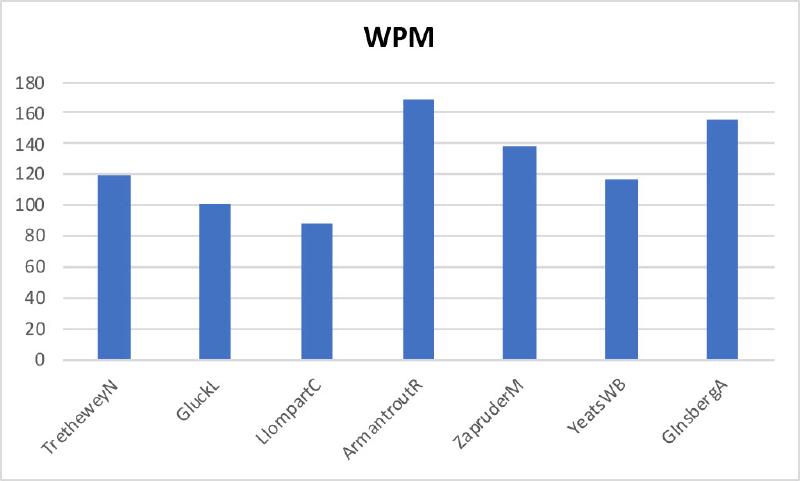 WPM
180
160
140
120
100
80
60
40
20
0
TretheweyN
GluckL
LlompartC
ArmantroutR
ZapruderM
YeatsWB
GInsbergA